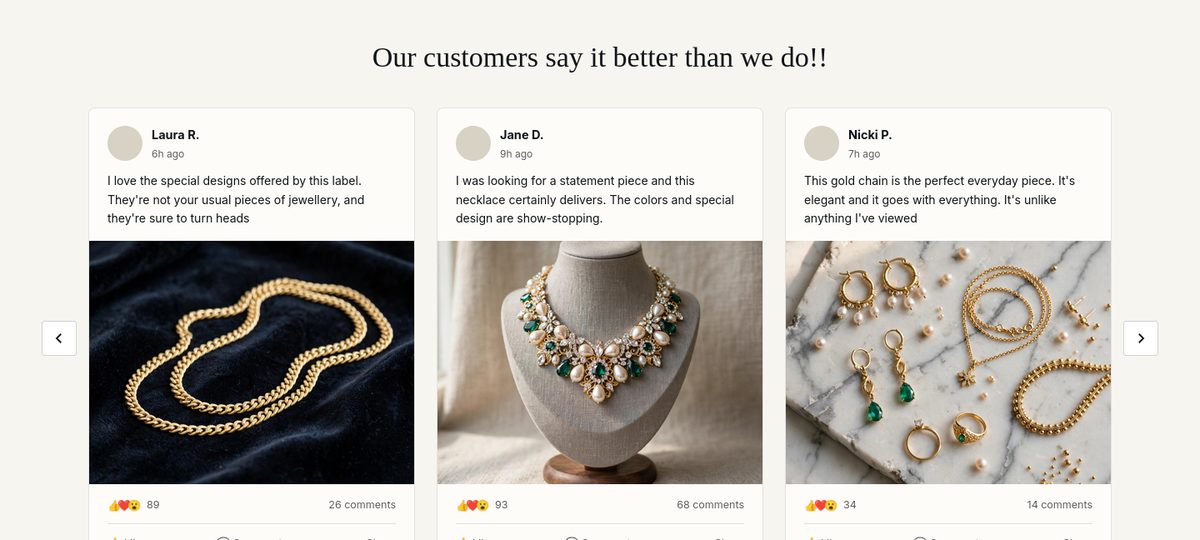 Our customers say it better than we do!!
Laura R.
6h ago
I love the special designs offered by this label.
They're not your usual pieces of jewellery, and
they're sure to turn heads
89
26 comments
Jane D.
9h ago
I was looking for a statement piece and this
necklace certainly delivers. The colors and special
design are show-stopping.
93
68 comments
Nicki P.
7h ago
This gold chain is the perfect everyday piece. It's
elegant and it goes with everything. It's unlike
anything I've viewed
34
14 comments